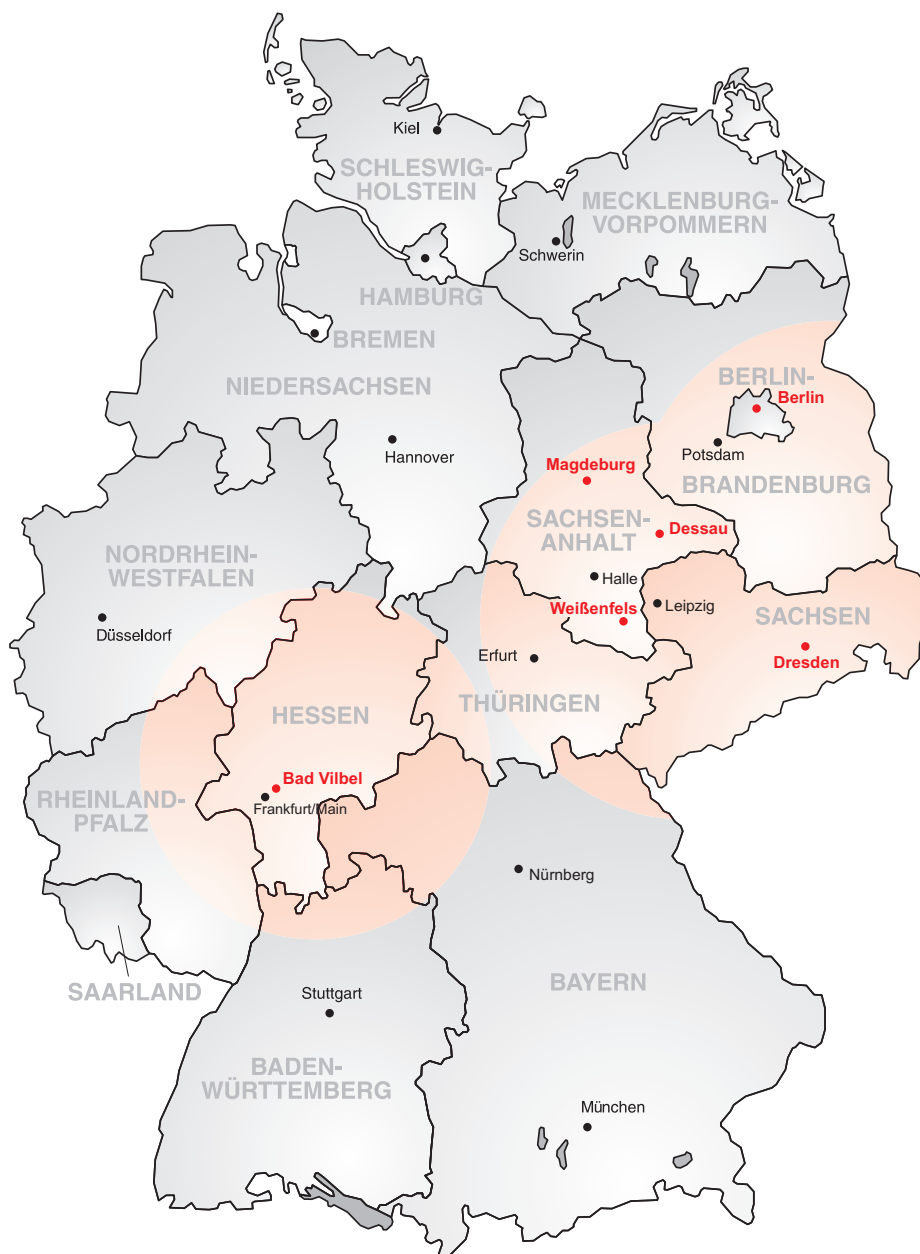 Kiel
SCHLESWIG-
HOLSTEIN
MECKLENBURG-
VORPOMMERN
Schwerin
HAMBURG
BREMEN
NIEDERSACHSEN
BERLIN-
Berlin
Hannover
Potsdam
Magdeburg
BRANDENBURG
SACHSEN-
ANHALT
Dessau
NORDRHEIN-
WESTFALEN
Halle
Leipzig
Weißenfels
SACHSEN
Düsseldorf
Erfurt
Dresden
THÜRINGEN
HESSEN
Bad Vilbel
Frankfurt/Main
RHEINLAND-
PFALZ
Nürnberg
SAARLAND
BAYERN
Stuttgart
BADEN-
WÜRTTEMBERG
München